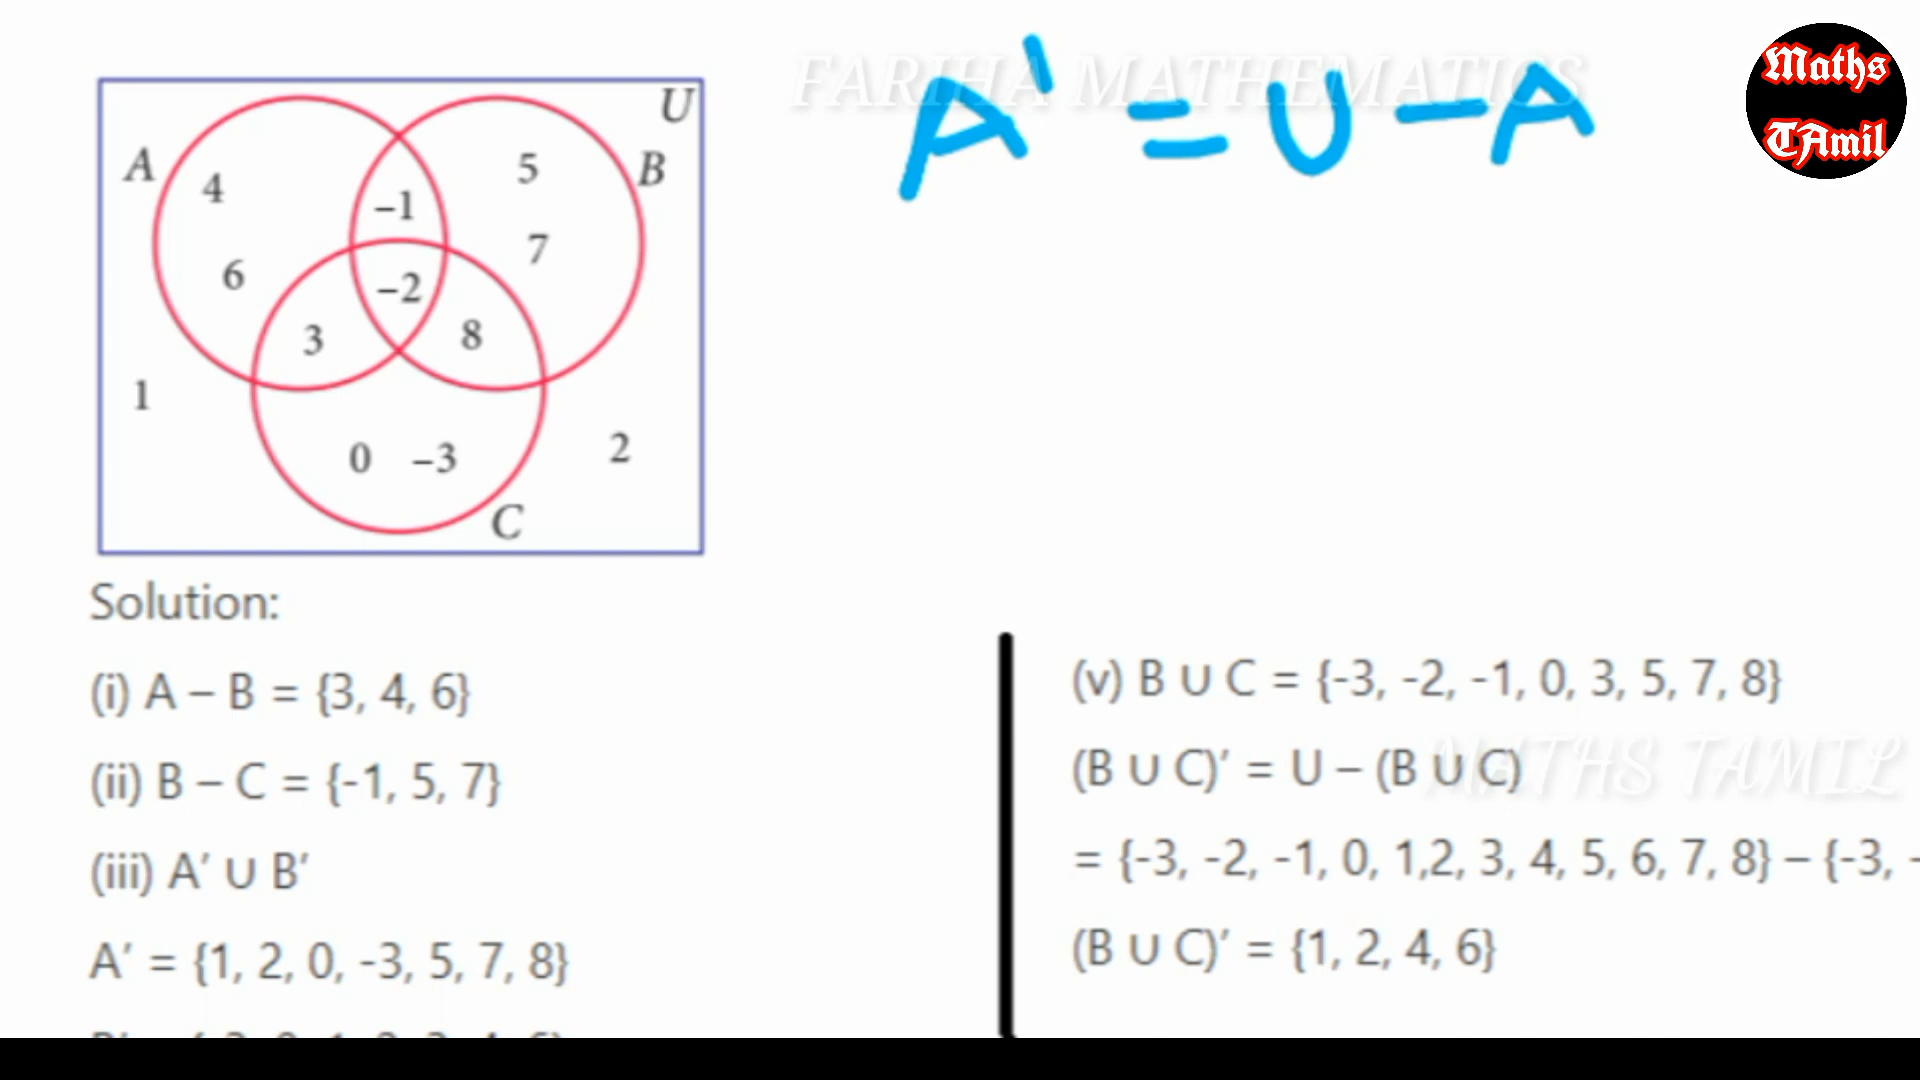 FARIHA MATHEMATICS
A' = U - A
Maths
TAmil
U
A
B
4
5
-1
7
6
-2
3
8
1
0 -3
2
C
Solution:
(i) A – B = {3, 4, 6}
(ii) B – C = {-1, 5, 7}
(iii) A′ ∪ B′
A′ = {1, 2, 0, -3, 5, 7, 8}
(v) B ∪ C = {-3, -2, -1, 0, 3, 5, 7, 8}
(B ∪ C)′ = U – (B ∪ C)
MATHS TAMIL
= {-3, -2, -1, 0, 1,2, 3, 4, 5, 6, 7, 8} – {-3, -
(B ∪ C)′ = {1, 2, 4, 6}